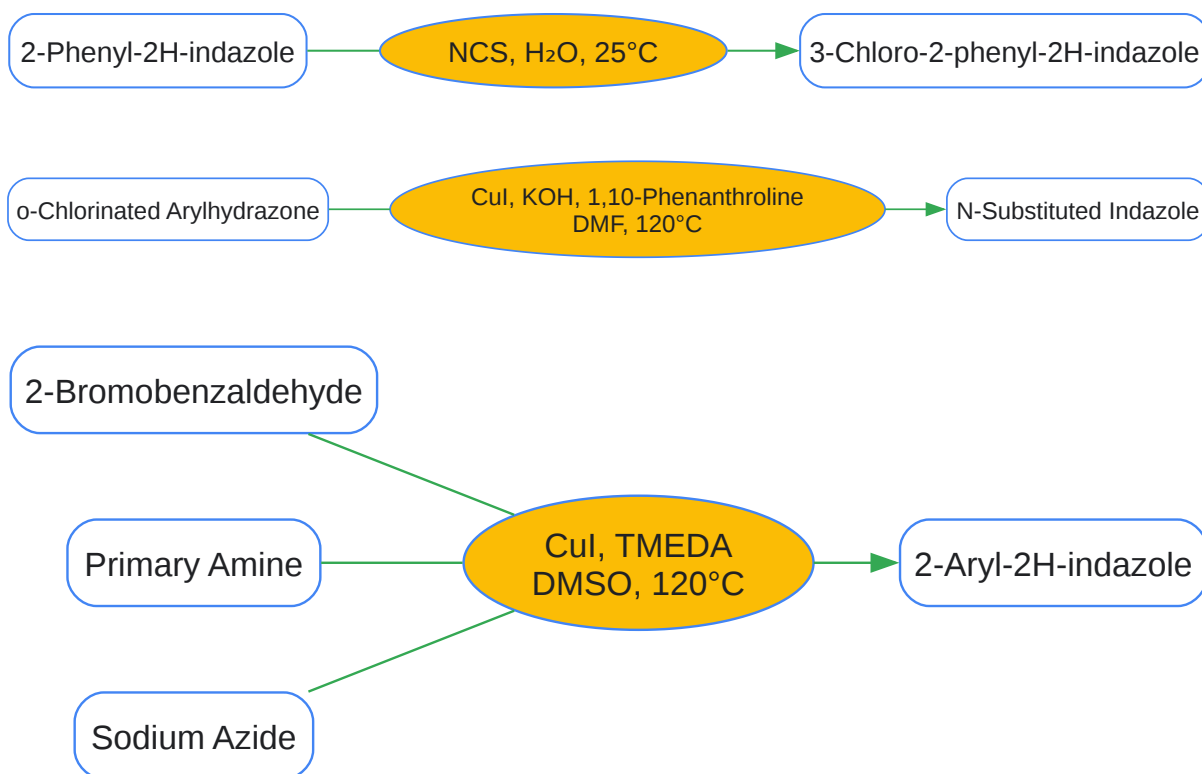 2-Phenyl-2H-indazole
NCS, H₂O, 25°C
3-Chloro-2-phenyl-2H-indazole
o-Chlorinated Arylhydrazone
CuI, KOH, 1,10-Phenanthroline
DMF, 120°C
N-Substituted Indazole
2-Bromobenzaldehyde
Primary Amine
Sodium Azide
CuI, TMEDA
DMSO, 120°C
2-Aryl-2H-indazole